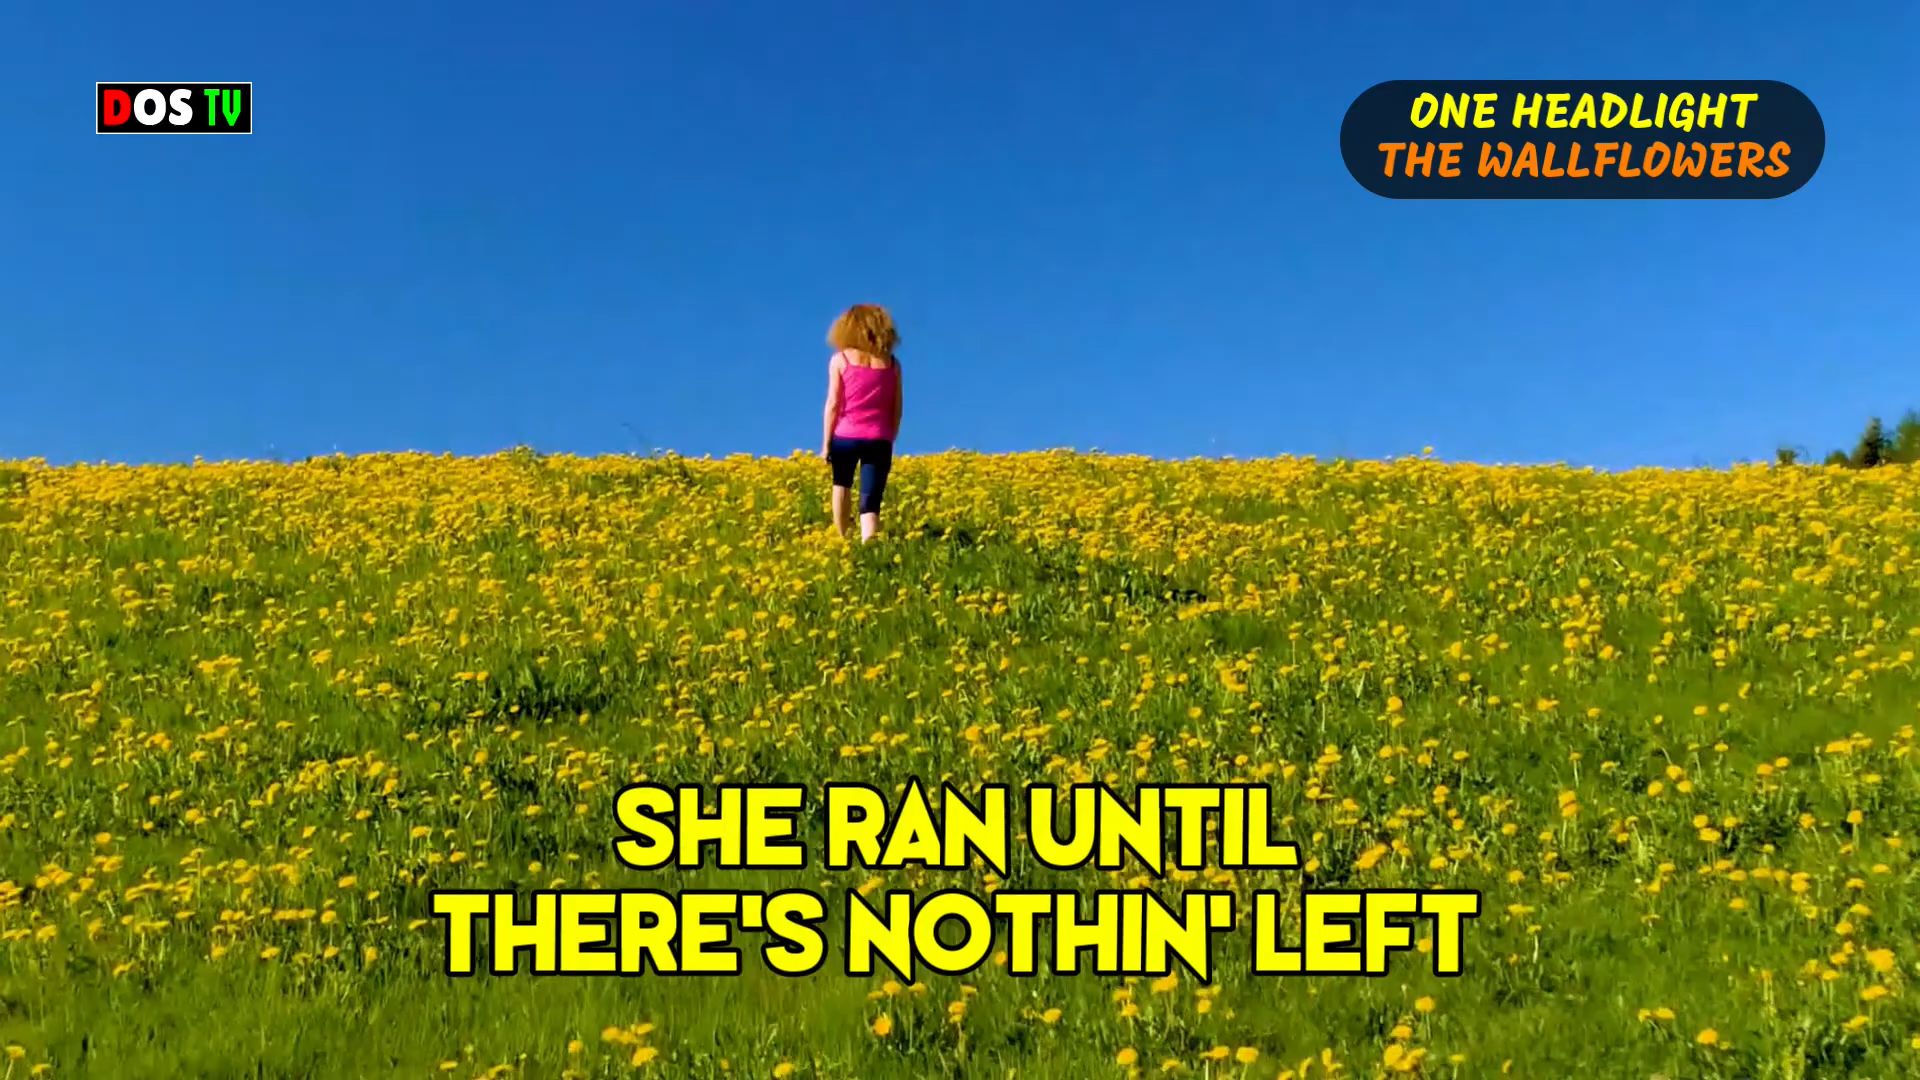 DOS TV
ONE HEADLIGHT
THE WALLFLOWERS
SHE RAN UNTIL
THERE'S NOTHIN' LEFT